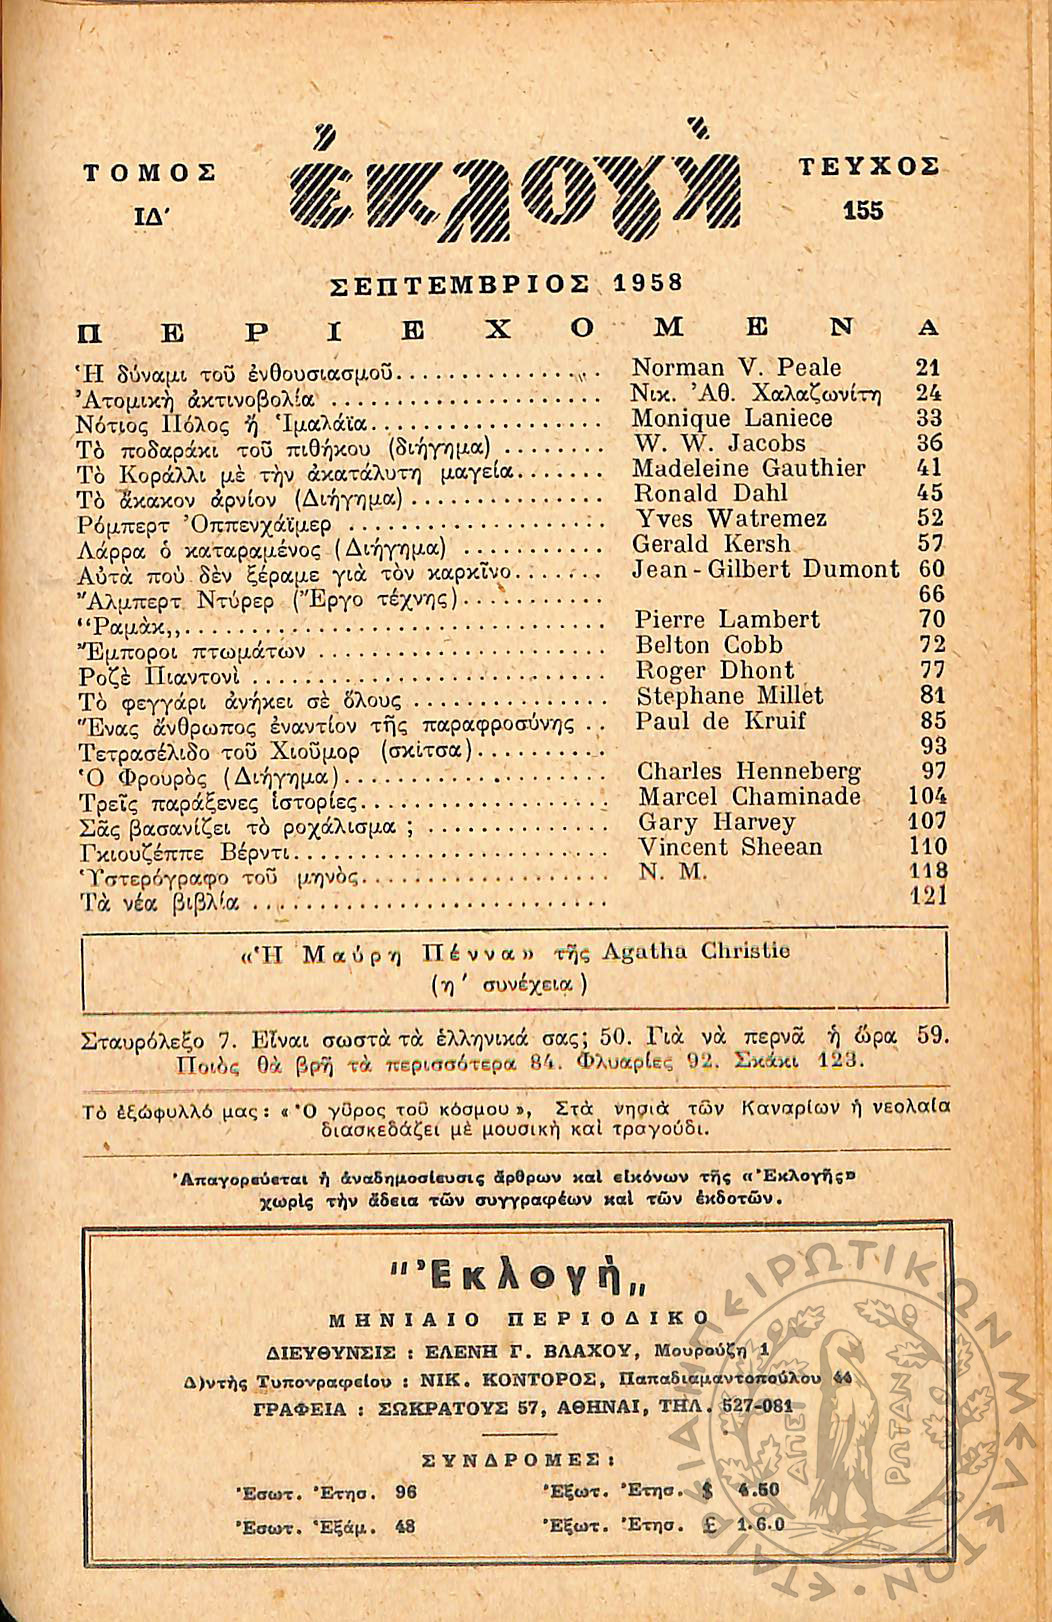 ΤΟΜΟΣ
ΙΔ′
ἐκλογὴ
ΤΕΥΧΟΣ
155
ΣΕΠΤΕΜΒΡΙΟΣ 1958
ΠΕΡΙΕΧΟΜΕΝΑ
Ἡ δύναμι τοῦ ἐνθουσιασμοῦ................ Norman V. Peale 21
Ἀτομικὴ ἀκτινοβολία ..................... Νικ. Ἀθ. Χαλαζωνίτη 24
Νότιος Πόλος ἤ Ἱμαλάϊα.................. Monique Laniece 33
Τὸ ποδαράκι τοῦ πιθήκου (διήγημα) ........ W. W. Jacobs 36
Τὸ Κοράλλι μὲ τὴν ἀκατάλυτη μαγεία....... Madeleine Gauthier 41
Τὸ ἄκακον ἀρνίον (Διήγημα)............... Ronald Dahl 45
Ρόμπερτ Ὀππενχάϊμερ .................... Yves Watremez 52
Λάρρα ὁ καταραμένος (Διήγημα) ........... Gerald Kersh 57
Αὐτὰ ποὺ δὲν ξέραμε γιὰ τὸν καρκῖνο....... Jean-Gilbert Dumont 60
Ἄλμπερτ Ντύρερ (Ἔργο τέχνης)........... 66
“Ραμὰκ,,................................ Pierre Lambert 70
Ἔμποροι πτωμάτων ...................... Belton Cobb 72
Ροζὲ Πιαντονὶ ........................... Roger Dhont 77
Τὸ φεγγάρι ἀνήκει σὲ ὅλους ............... Stephane Millet 81
Ἕνας ἄνθρωπος ἐναντίον τῆς παραφροσύνης .. Paul de Kruif 85
Τετρασέλιδο τοῦ Χιοῦμορ (σκίτσα).......... 93
Ὁ Φρουρὸς (Διήγημα).................... Charles Henneberg 97
Τρεῖς παράξενες ἱστορίες................... Marcel Chaminade 104
Σᾶς βασανίζει τὸ ροχάλισμα ; .............. Gary Harvey 107
Γκιουζέππε Βέρντι........................ Vincent Sheean 110
Ὑστερόγραφο τοῦ μηνὸς................... N. M. 118
Τὰ νέα βιβλία ........................... 121
«Ἡ Μαύρη Πέννα» τῆς Agatha Christie
(η′ συνέχεια)
Σταυρόλεξο 7. Εἶναι σωστὰ τὰ ἑλληνικά σας; 50. Γιὰ νὰ περνᾶ ἡ ὥρα 59.
Ποιὸς θὰ βρῆ τὰ περισσότερα 84. Φλυαρίες 92. Σκάκι 123.
Τὸ ἐξώφυλλό μας: «Ὁ γῦρος τοῦ κόσμου», Στὰ νησιὰ τῶν Καναρίων ἡ νεολαία
διασκεδάζει μὲ μουσικὴ καὶ τραγούδι.
Ἀπαγορεύεται ἡ ἀναδημοσίευσις ἄρθρων καὶ εἰκόνων τῆς «Ἐκλογῆς»
χωρὶς τὴν ἄδεια τῶν συγγραφέων καὶ τῶν ἐκδοτῶν.
"Ἐκλογὴ„
ΜΗΝΙΑΙΟ ΠΕΡΙΟΔΙΚΟ
ΔΙΕΥΘΥΝΣΙΣ : ΕΛΕΝΗ Γ. ΒΛΑΧΟΥ, Μουρούζη 1
Δ)ντὴς Τυπογραφείου : ΝΙΚ. ΚΟΝΤΟΡΟΣ, Παπαδιαμαντοπούλου 44
ΓΡΑΦΕΙΑ : ΣΩΚΡΑΤΟΥΣ 57, ΑΘΗΝΑΙ, ΤΗΛ. 527-081
ΣΥΝΔΡΟΜΕΣ:
Ἐσωτ. Ἐτησ. 96 Ἐξωτ. Ἐτησ. $ 4.50
Ἐσωτ. Ἑξάμ. 48 Ἐξωτ. Ἐτησ. £ 1.6.0
ΕΤΑΙΡΕΙΑ ΗΠΕΙΡΩΤΙΚΩΝ ΜΕΛΕΤΩΝ
ΑΠΕΙ ΡΩΤΑΝ